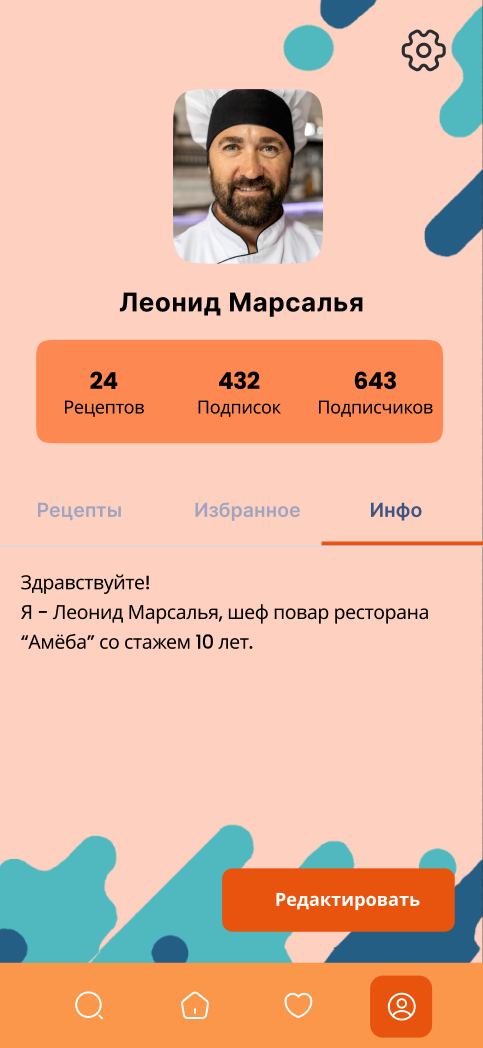 Леонид Марсалья
24 432 643
Рецептов Подписок Подписчиков
Рецепты Избранное Инфо
Здравствуйте!
Я – Леонид Марсалья, шеф повар ресторана
“Амёба” со стажем 10 лет.
Редактировать